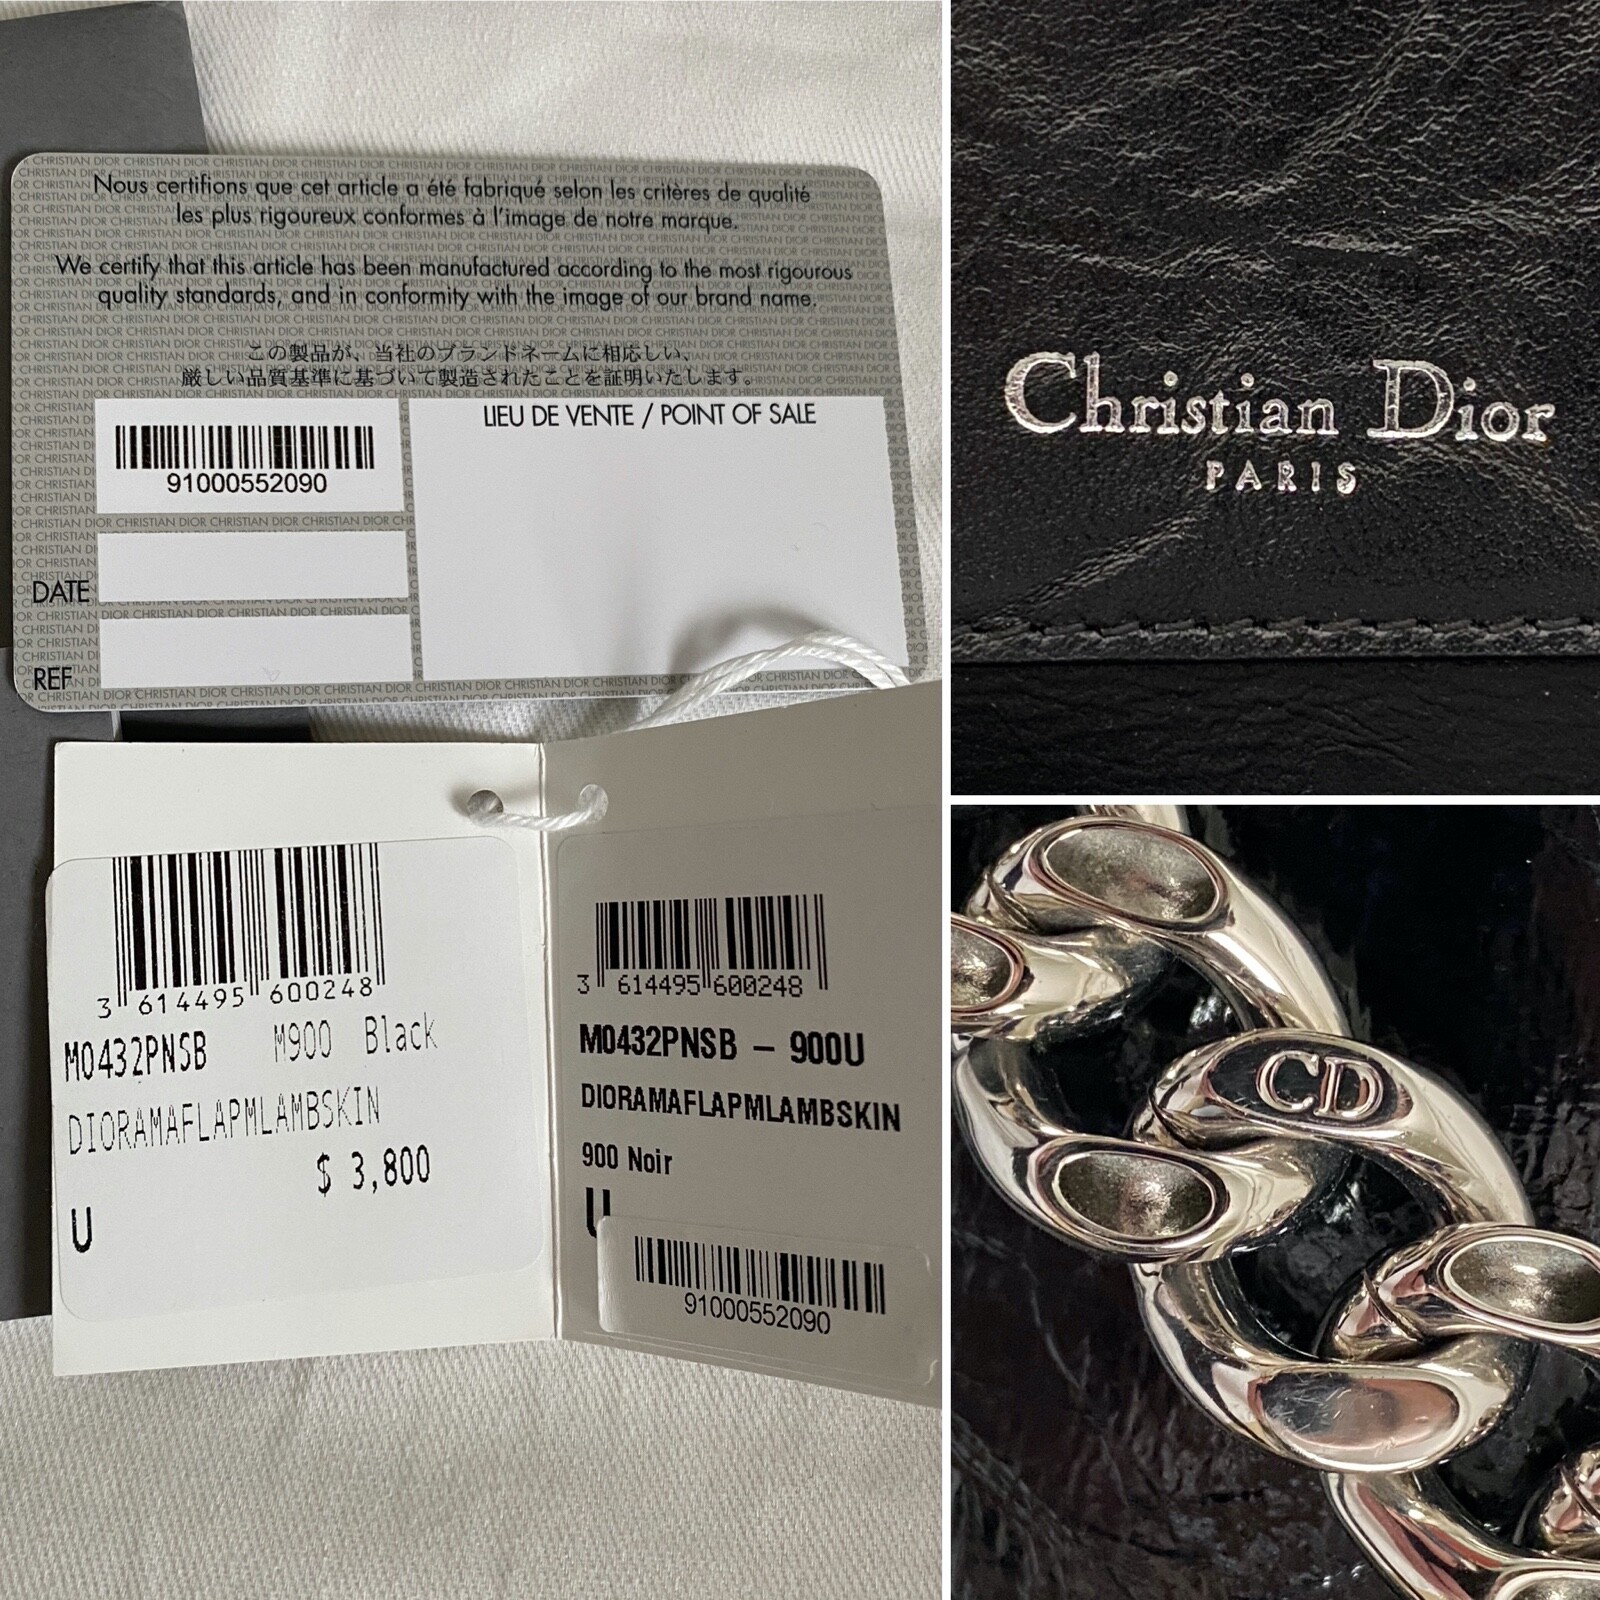 Nous certifions que cet article a été fabriqué selon les critères de qualité
les plus rigoureux conformes à l'image de notre marque.
We certify that this article has been manufactured according to the most rigourous
quality standards, and in conformity with the image of our brand name.
この製品が、当社のブランドネームに相応しい、
厳しい品質基準に基づいて製造されたことを証明いたします。
91000552090
LIEU DE VENTE / POINT OF SALE
DATE
REF
3 614495 600248
M0432PNSB M900 Black
DIORAMAFLAPMLAMBSKIN
$ 3,800
U
3 614495 600248
M0432PNSB – 900U
DIORAMAFLAPMLAMBSKIN
900 Noir
U
91000552090
Christian Dior
PARIS
CD